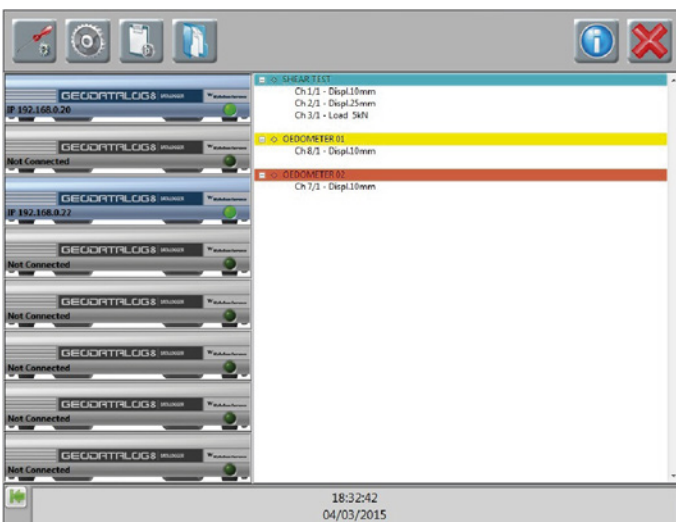 GEODATALOG8
IP 192.168.0.20
GEODATALOG8
Not Connected
GEODATALOG8
IP 192.168.0.22
GEODATALOG8
Not Connected
GEODATALOG8
Not Connected
GEODATALOG8
Not Connected
GEODATALOG8
Not Connected
GEODATALOG8
Not Connected
SHEAR TEST
Ch 1/1 - Displ.10mm
Ch 2/1 - Displ.25mm
Ch 3/1 - Load 5kN
OEDOMETER 01
Ch 8/1 - Displ.10mm
OEDOMETER 02
Ch 7/1 - Displ.10mm
18:32:42
04/03/2015